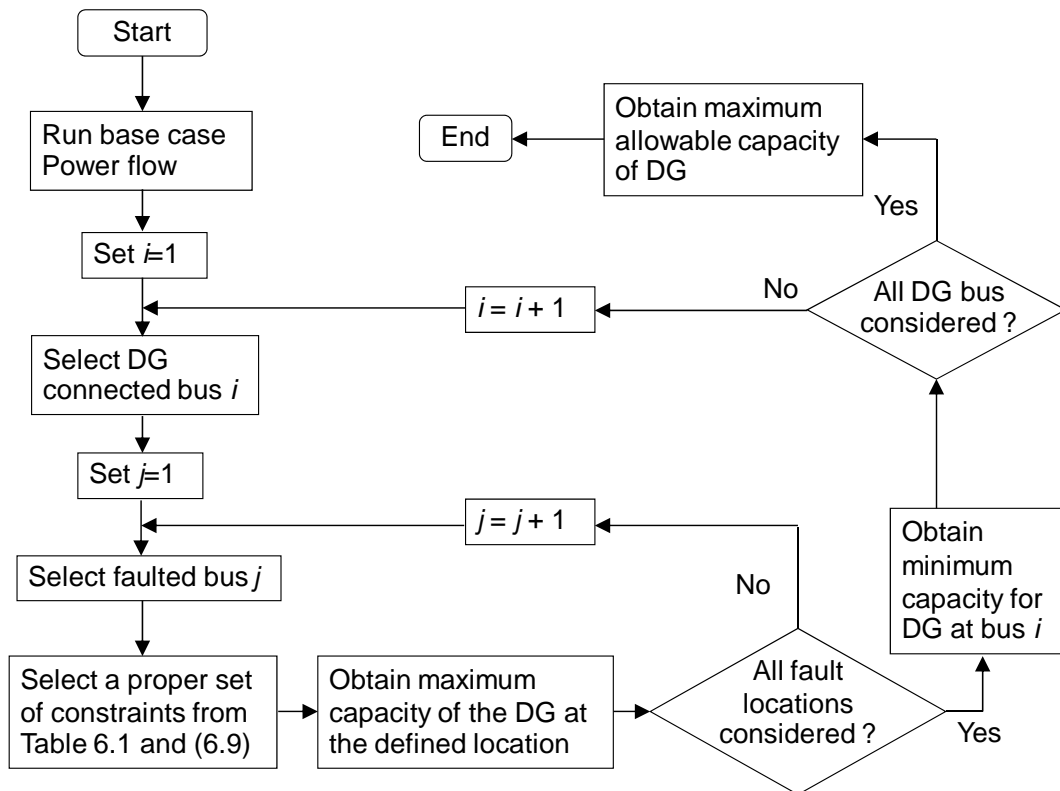 Start
Run base case
Power flow
Set i=1
Select DG
connected bus i
Set j=1
Select faulted bus j
Select a proper set
of constraints from
Table 6.1 and (6.9)
Obtain maximum
capacity of the DG at
the defined location
All fault
locations
considered ?
No
j = j + 1
Yes
Obtain
minimum
capacity for
DG at bus i
All DG bus
considered ?
No
i = i + 1
Yes
Obtain maximum
allowable capacity
of DG
End